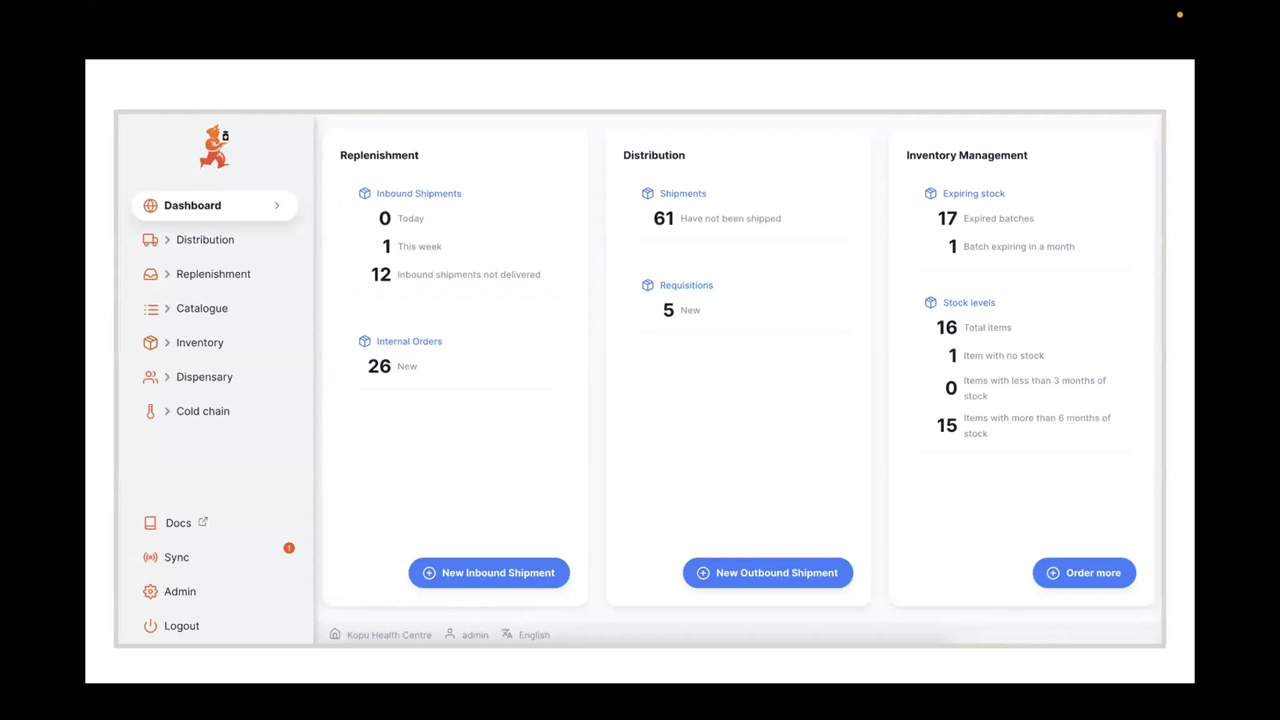 Dashboard
Distribution
Replenishment
Catalogue
Inventory
Dispensary
Cold chain
Docs
Sync
!
Admin
Logout
Replenishment
Inbound Shipments
0 Today
1 This week
12 Inbound shipments not delivered
Internal Orders
26 New
New Inbound Shipment
Distribution
Shipments
61 Have not been shipped
Requisitions
5 New
New Outbound Shipment
Inventory Management
Expiring stock
17 Expired batches
1 Batch expiring in a month
Stock levels
16 Total items
1 Item with no stock
0 Items with less than 3 months of
stock
15 Items with more than 6 months of
stock
Order more
Kopu Health Centre admin English